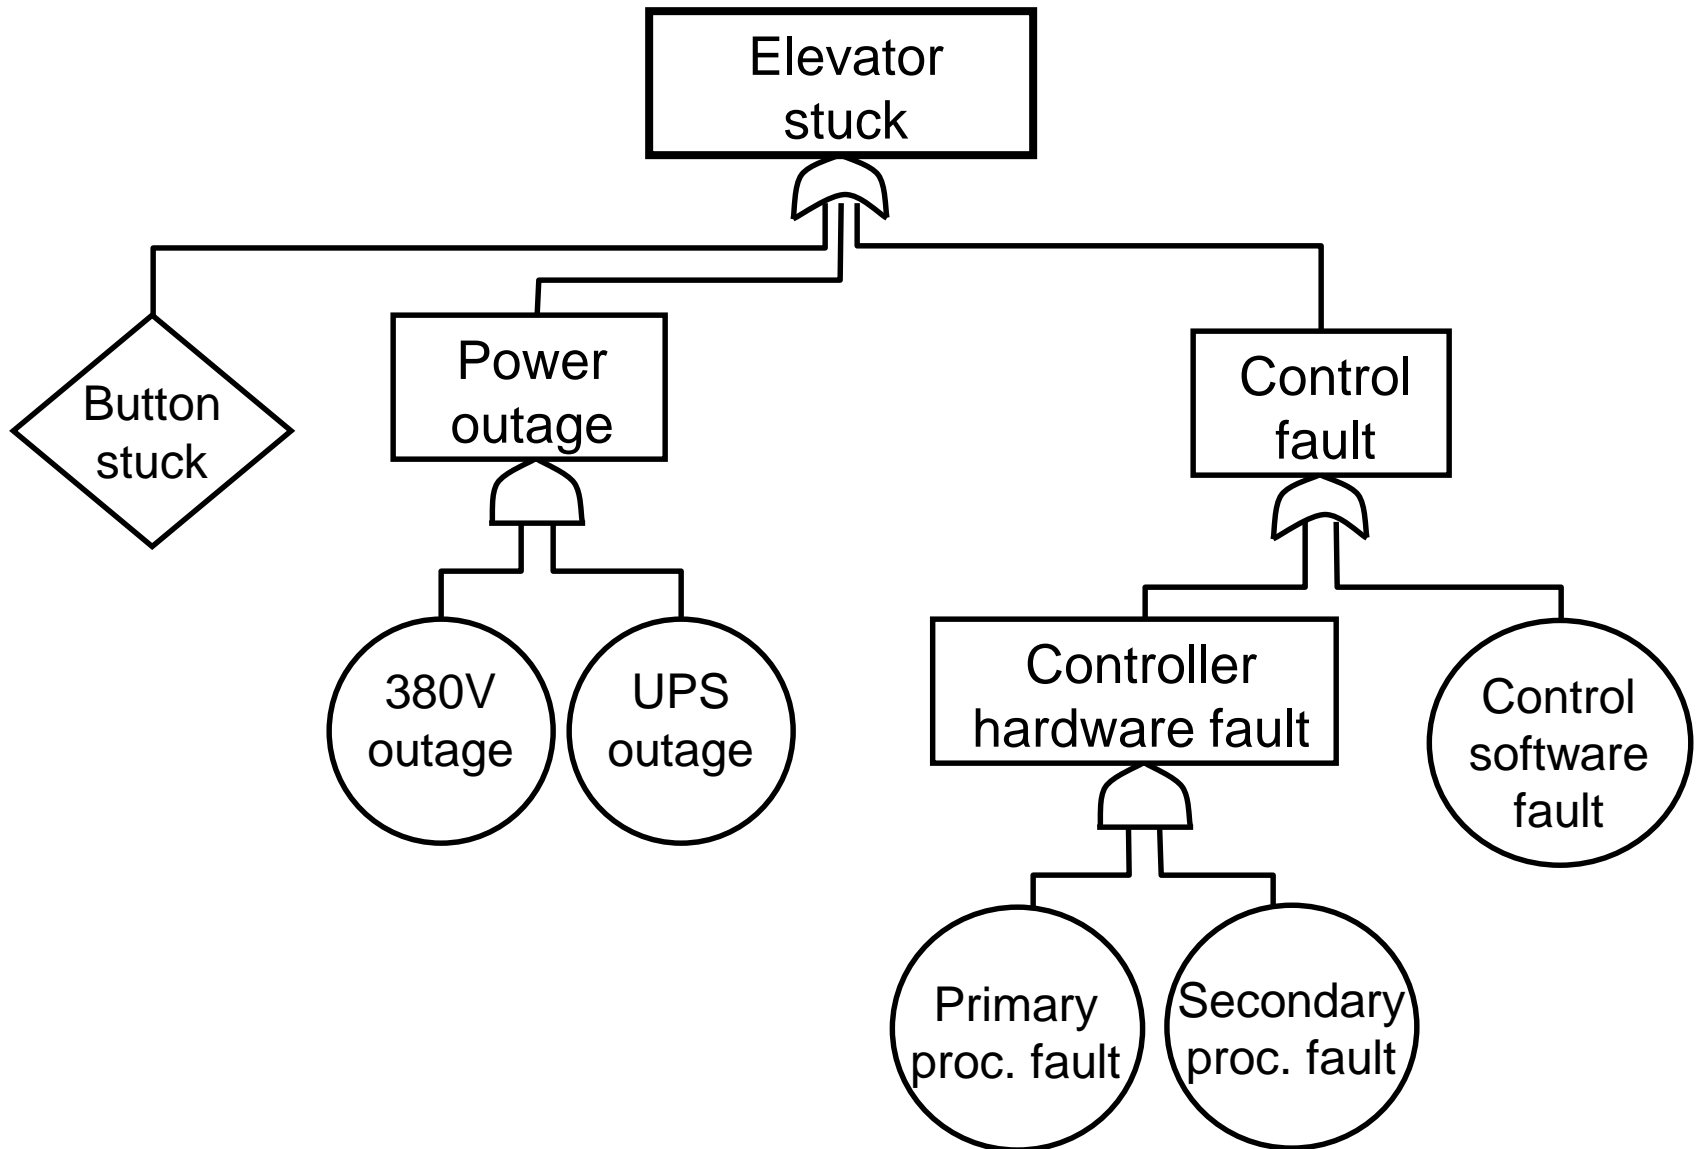 Elevator
stuck
Button
stuck
Power
outage
Control
fault
380V
outage
UPS
outage
Controller
hardware fault
Control
software
fault
Primary
proc. fault
Secondary
proc. fault